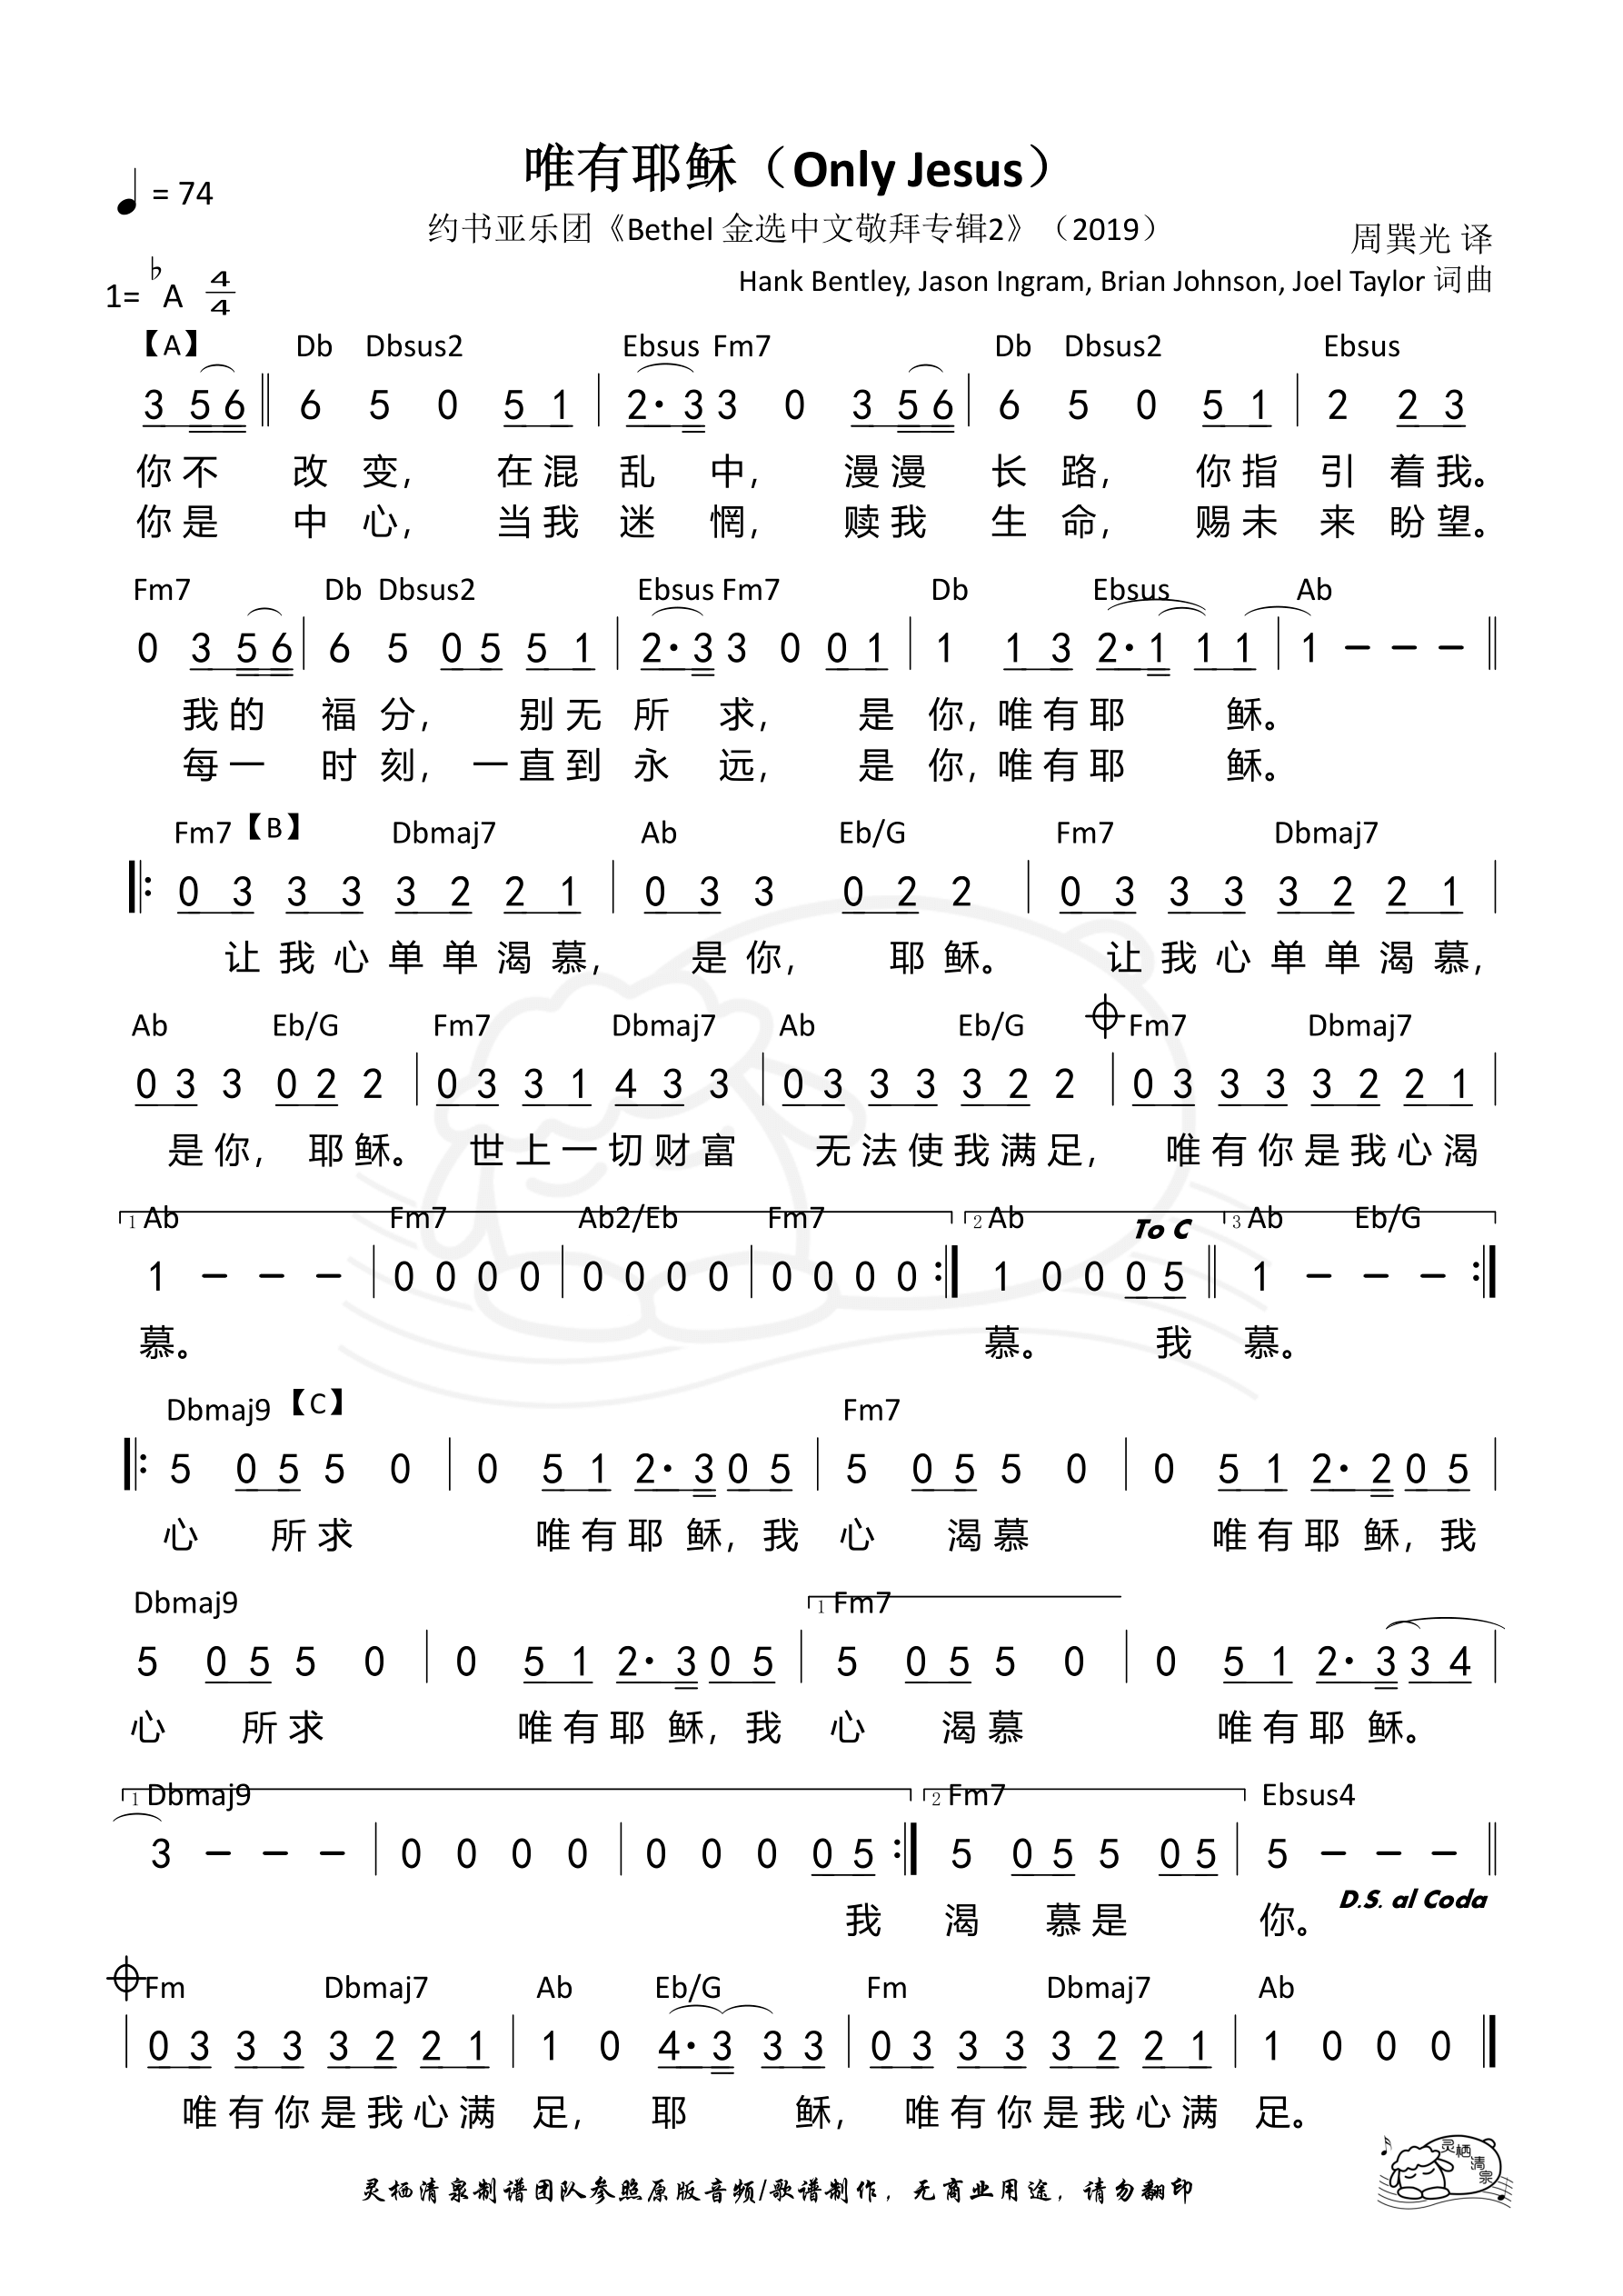 唯有耶稣（Only Jesus）
♩ = 74
约书亚乐团《Bethel 金选中文敬拜专辑2》（2019）
周巽光 译
1= ♭A 4/4
Hank Bentley, Jason Ingram, Brian Johnson, Joel Taylor 词曲
【A】 Db Dbsus2 Ebsus Fm7 Db Dbsus2 Ebsus
3 5 6 ‖ 6 5 0 5 1 | 2· 3 3 0 3 5 6 | 6 5 0 5 1 | 2 2 3
你不 改变， 在混乱 中， 漫漫 长路， 你指引着我。
你是 中心， 当我迷 惘， 赎我 生命， 赐未来盼望。
Fm7 Db Dbsus2 Ebsus Fm7 Db Ebsus Ab
0 3 5 6 | 6 5 0 5 5 1 | 2· 3 3 0 0 1 | 1 1 3 2· 1 1 1 | 1 – – – ‖
我的 福分， 别无所 求， 是 你，唯有耶 稣。
每一 时刻， 一直到永 远， 是 你，唯有耶 稣。
Fm7 【B】 Dbmaj7 Ab Eb/G Fm7 Dbmaj7
‖: 0 3 3 3 3 2 2 1 | 0 3 3 0 2 2 | 0 3 3 3 3 2 2 1 |
让我心单单渴慕， 是你， 耶稣。 让我心单单渴慕，
Ab Eb/G Fm7 Dbmaj7 Ab Eb/G Fm7 Dbmaj7
0 3 3 0 2 2 | 0 3 3 1 4 3 3 | 0 3 3 3 3 2 2 | 0 3 3 3 3 2 2 1 |
是你， 耶稣。 世上一切财富 无法使我满足， 唯有你是我心渴
1 Ab Fm7 Ab2/Eb Fm7 2 Ab To C 3 Ab Eb/G
1 – – – | 0 0 0 0 | 0 0 0 0 | 0 0 0 0 :‖ 1 0 0 0 5 ‖ 1 – – – :‖
慕。 慕。 我 慕。
Dbmaj9 【C】 Fm7
‖: 5 0 5 5 0 | 0 5 1 2· 3 0 5 | 5 0 5 5 0 | 0 5 1 2· 2 0 5 |
心 所求 唯有耶稣，我 心 渴慕 唯有耶稣，我
Dbmaj9 1 Fm7
5 0 5 5 0 | 0 5 1 2· 3 0 5 | 5 0 5 5 0 | 0 5 1 2· 3 3 4 |
心 所求 唯有耶稣，我 心 渴慕 唯有耶稣。
1 Dbmaj9 2 Fm7 Ebsus4
3 – – – | 0 0 0 0 | 0 0 0 0 5 :‖ 5 0 5 5 0 5 | 5 – – – ‖
我 渴 慕是 你。 D.S. al Coda
Fm Dbmaj7 Ab Eb/G Fm Dbmaj7 Ab
| 0 3 3 3 3 2 2 1 | 1 0 4· 3 3 3 | 0 3 3 3 3 2 2 1 | 1 0 0 0 ‖
唯有你是我心满 足， 耶 稣， 唯有你是我心满 足。
灵栖清泉
灵栖清泉制谱团队参照原版音频/歌谱制作，无商业用途，请勿翻印